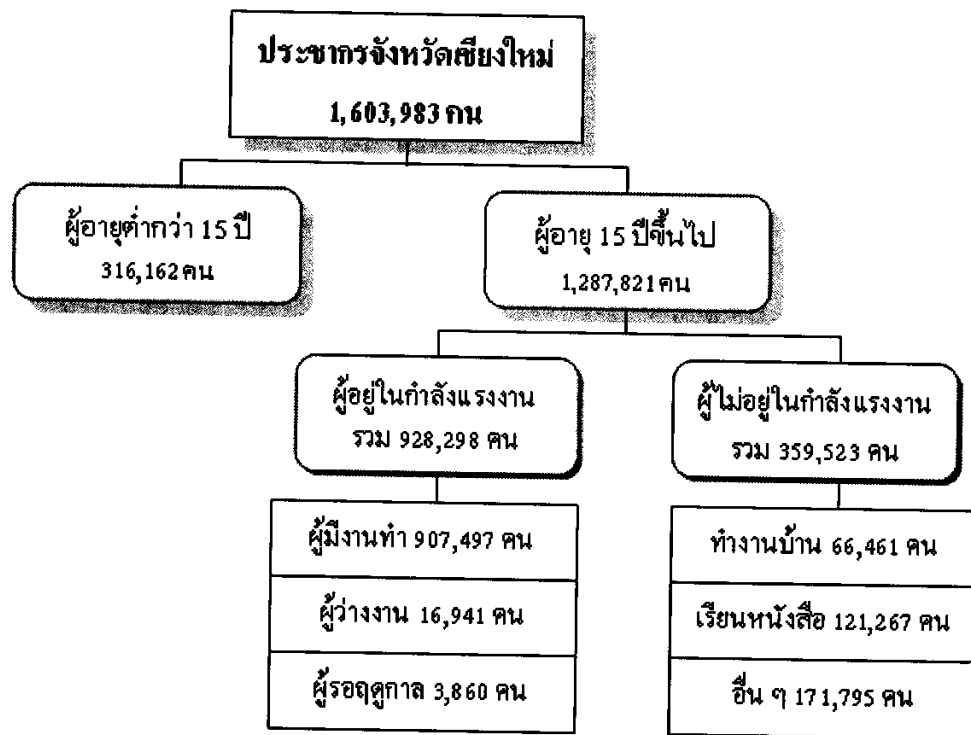 ประชากรจังหวัดเชียงใหม่
1,603,983 คน
ผู้อายุต่ำกว่า 15 ปี
316,162 คน
ผู้อายุ 15 ปีขึ้นไป
1,287,821 คน
ผู้อยู่ในกำลังแรงงาน
รวม 928,298 คน
ผู้ไม่อยู่ในกำลังแรงงาน
รวม 359,523 คน
ผู้มีงานทำ 907,497 คน
ผู้ว่างงาน 16,941 คน
ผู้รอฤดูกาล 3,860 คน
ทำงานบ้าน 66,461 คน
เรียนหนังสือ 121,267 คน
อื่น ๆ 171,795 คน